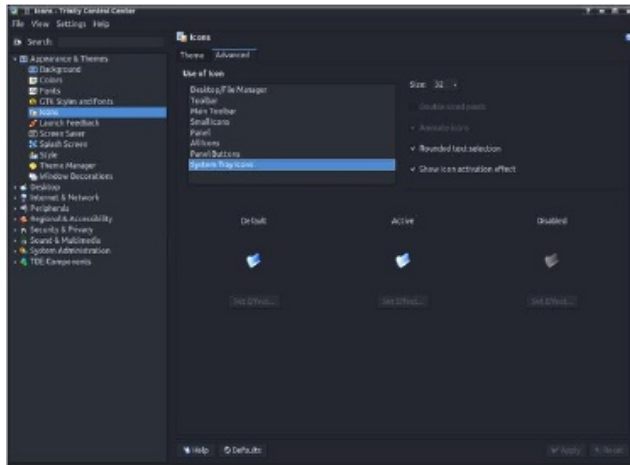 Icons - Trinity Control Center
File View Settings Help
Search:
Appearance & Themes
Background
Colors
Fonts
GTK Styles and Fonts
Icons
Launch Feedback
Screen Saver
Splash Screen
Style
Theme Manager
Window Decorations
Desktop
Internet & Network
Peripherals
Regional & Accessibility
Security & Privacy
Sound & Multimedia
System Administration
TDE Components
Icons
Theme Advanced
Use of Icon
Desktop/File Manager
Toolbar
Main Toolbar
Small Icons
Panel
All Icons
Panel Buttons
System Tray Icons
Size: 32
Double-sized pixels
Animate icons
Rounded text selection
Show icon activation effect
Default Active Disabled
Set Effect... Set Effect... Set Effect...
Help Defaults Apply Reset